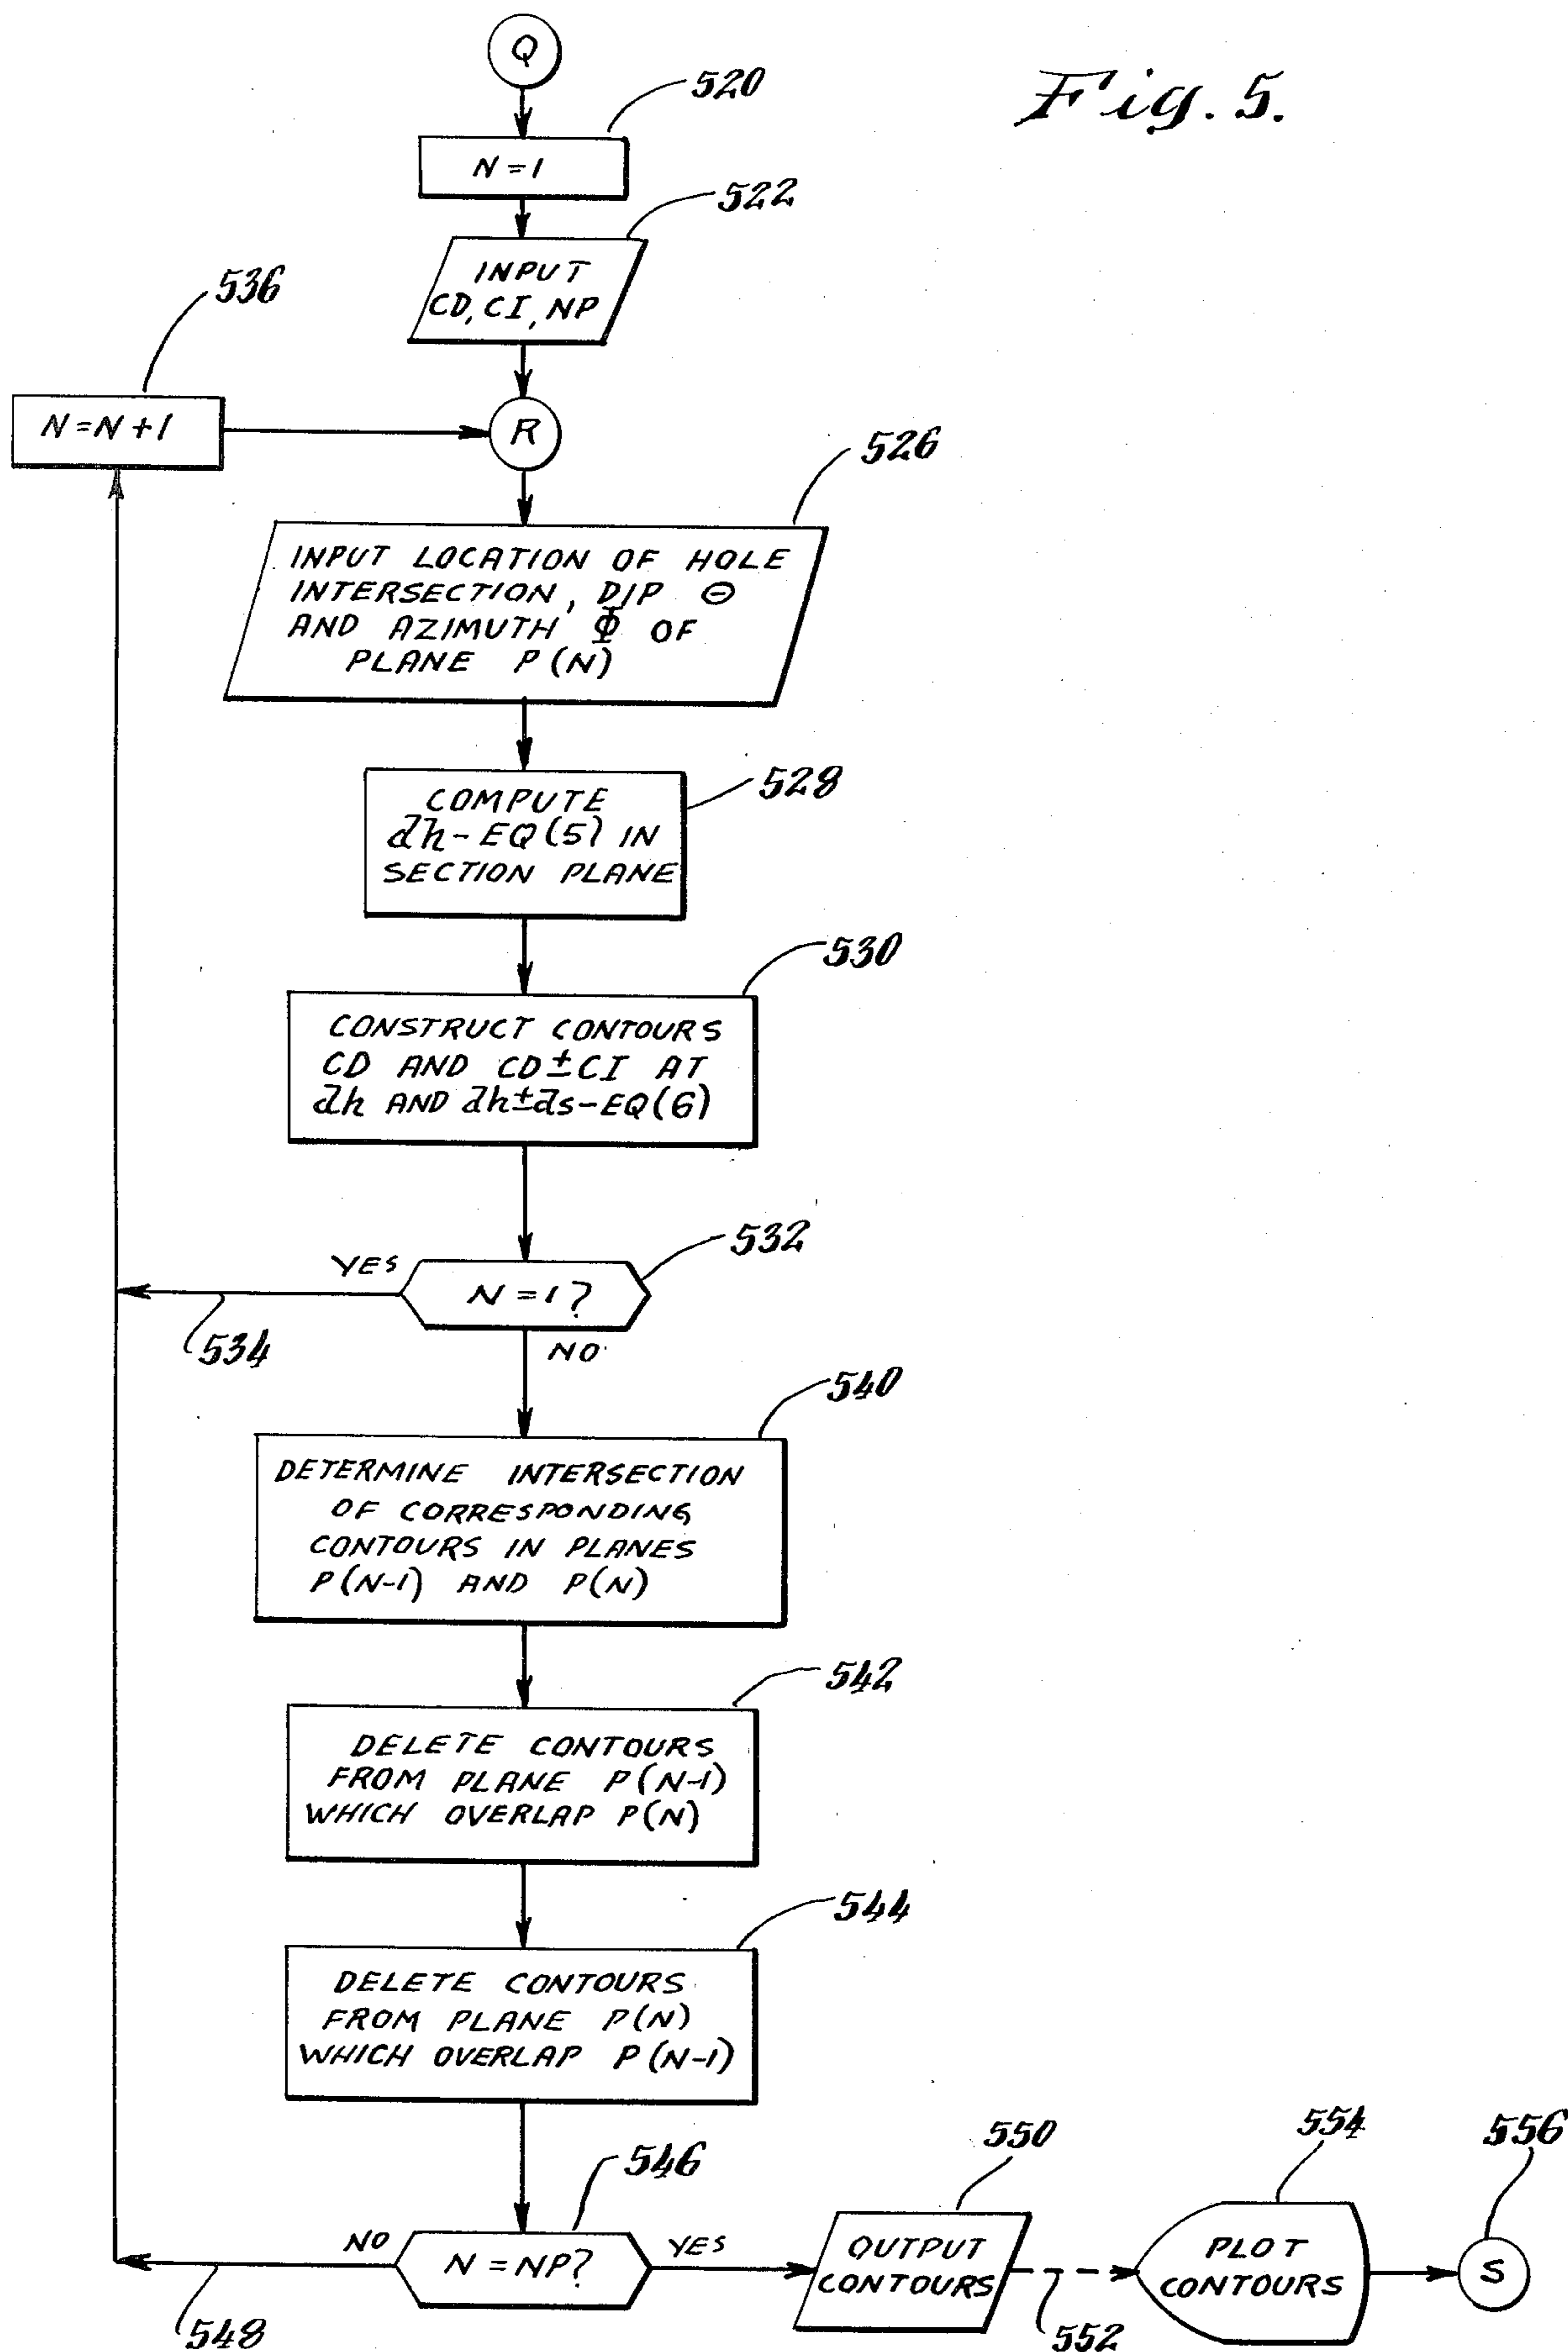 Q
Fig. 5.
520
N=1
522
INPUT
CD, CI, NP
536
N=N+1
R
526
INPUT LOCATION OF HOLE
INTERSECTION, DIP Θ
AND AZIMUTH Φ OF
PLANE P(N)
528
COMPUTE
dh-EQ(5) IN
SECTION PLANE
530
CONSTRUCT CONTOURS
CD AND CD±CI AT
dh AND dh±ds-EQ(6)
532
YES
N=1?
534
NO
540
DETERMINE INTERSECTION
OF CORRESPONDING
CONTOURS IN PLANES
P(N-1) AND P(N)
542
DELETE CONTOURS
FROM PLANE P(N-1)
WHICH OVERLAP P(N)
544
DELETE CONTOURS
FROM PLANE P(N)
WHICH OVERLAP P(N-1)
546
NO
N=NP?
YES
548
550
OUTPUT
CONTOURS
552
554
PLOT
CONTOURS
556
S